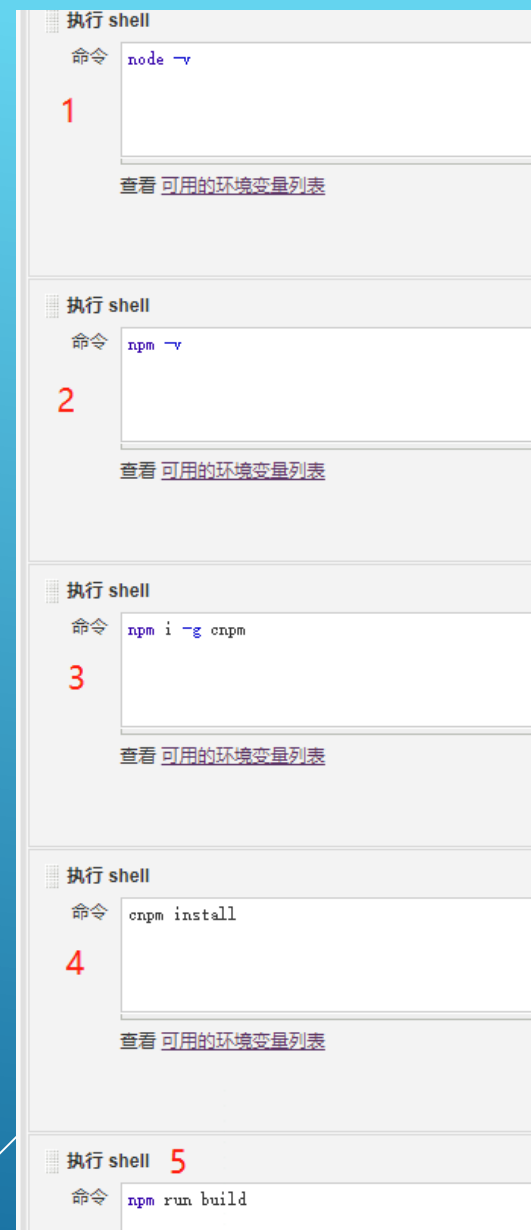 执行 shell
命令 node -v
1
查看 可用的环境变量列表
执行 shell
命令 npm -v
2
查看 可用的环境变量列表
执行 shell
命令 npm i -g cnpm
3
查看 可用的环境变量列表
执行 shell
命令 cnpm install
4
查看 可用的环境变量列表
执行 shell 5
命令 npm run build